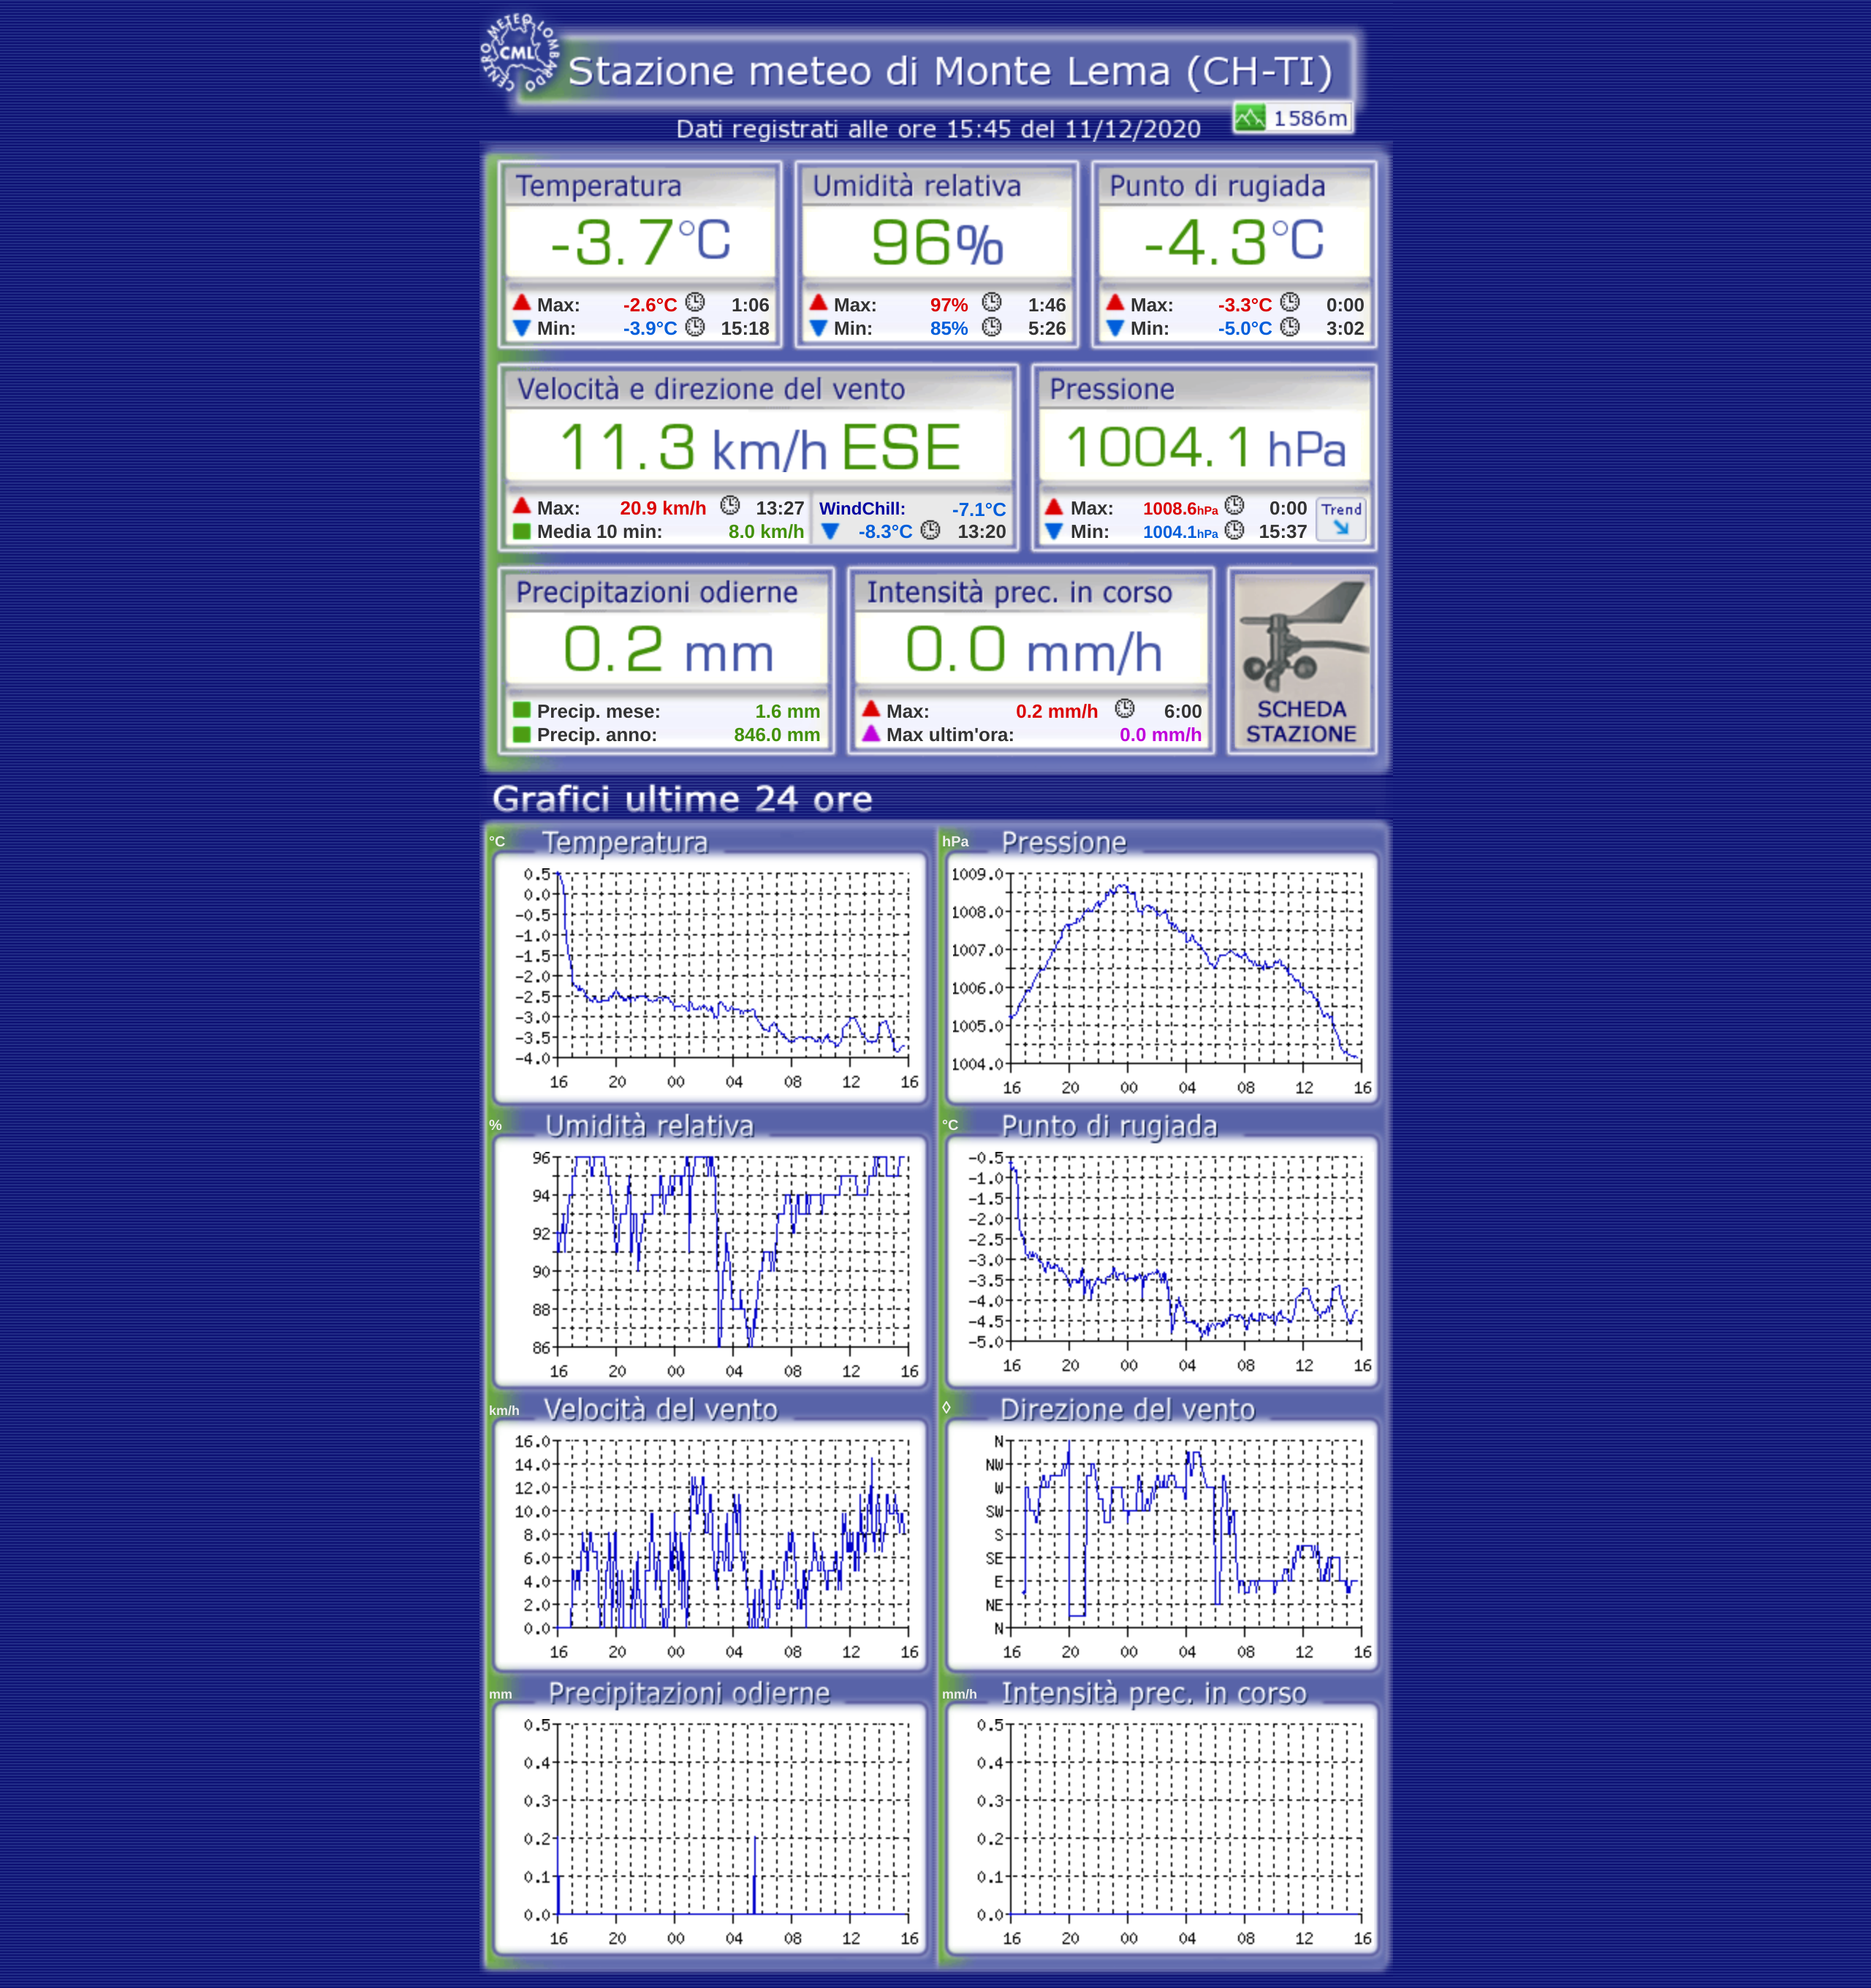 CENTRO METEO LOMBARDO
CML
Stazione meteo di Monte Lema (CH-TI)
1586m
Dati registrati alle ore 15:45 del 11/12/2020
Temperatura
-3.7°C
Max: -2.6°C 1:06
Min: -3.9°C 15:18
Umidità relativa
96%
Max: 97% 1:46
Min: 85% 5:26
Punto di rugiada
-4.3°C
Max: -3.3°C 0:00
Min: -5.0°C 3:02
Velocità e direzione del vento
11.3 km/h ESE
Max: 20.9 km/h 13:27
Media 10 min: 8.0 km/h
WindChill: -7.1°C
-8.3°C 13:20
Pressione
1004.1 hPa
Max: 1008.6hPa 0:00
Min: 1004.1hPa 15:37
Trend
Precipitazioni odierne
0.2 mm
Precip. mese: 1.6 mm
Precip. anno: 846.0 mm
Intensità prec. in corso
0.0 mm/h
Max: 0.2 mm/h 6:00
Max ultim'ora: 0.0 mm/h
SCHEDA
STAZIONE
Grafici ultime 24 ore
°C Temperatura
0.5
0.0
-0.5
-1.0
-1.5
-2.0
-2.5
-3.0
-3.5
-4.0
16 20 00 04 08 12 16
hPa Pressione
1009.0
1008.0
1007.0
1006.0
1005.0
1004.0
16 20 00 04 08 12 16
% Umidità relativa
96
94
92
90
88
86
16 20 00 04 08 12 16
°C Punto di rugiada
-0.5
-1.0
-1.5
-2.0
-2.5
-3.0
-3.5
-4.0
-4.5
-5.0
16 20 00 04 08 12 16
km/h Velocità del vento
16.0
14.0
12.0
10.0
8.0
6.0
4.0
2.0
0.0
16 20 00 04 08 12 16
◊ Direzione del vento
N
NW
W
SW
S
SE
E
NE
N
16 20 00 04 08 12 16
mm Precipitazioni odierne
0.5
0.4
0.3
0.2
0.1
0.0
16 20 00 04 08 12 16
mm/h Intensità prec. in corso
0.5
0.4
0.3
0.2
0.1
0.0
16 20 00 04 08 12 16